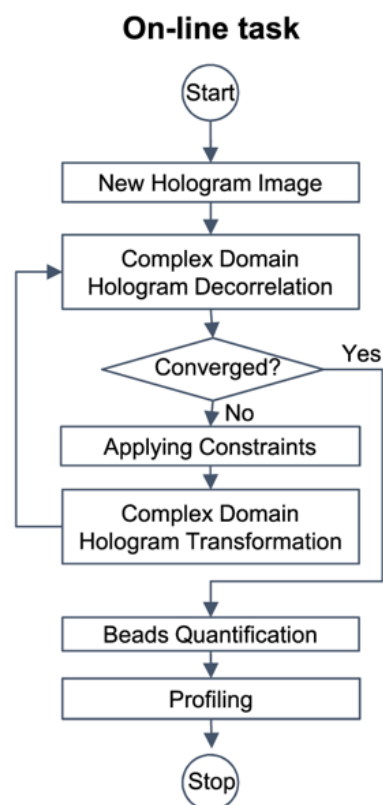 On-line task
Start
New Hologram Image
Complex Domain
Hologram Decorrelation
Converged?
Yes
No
Applying Constraints
Complex Domain
Hologram Transformation
Beads Quantification
Profiling
Stop